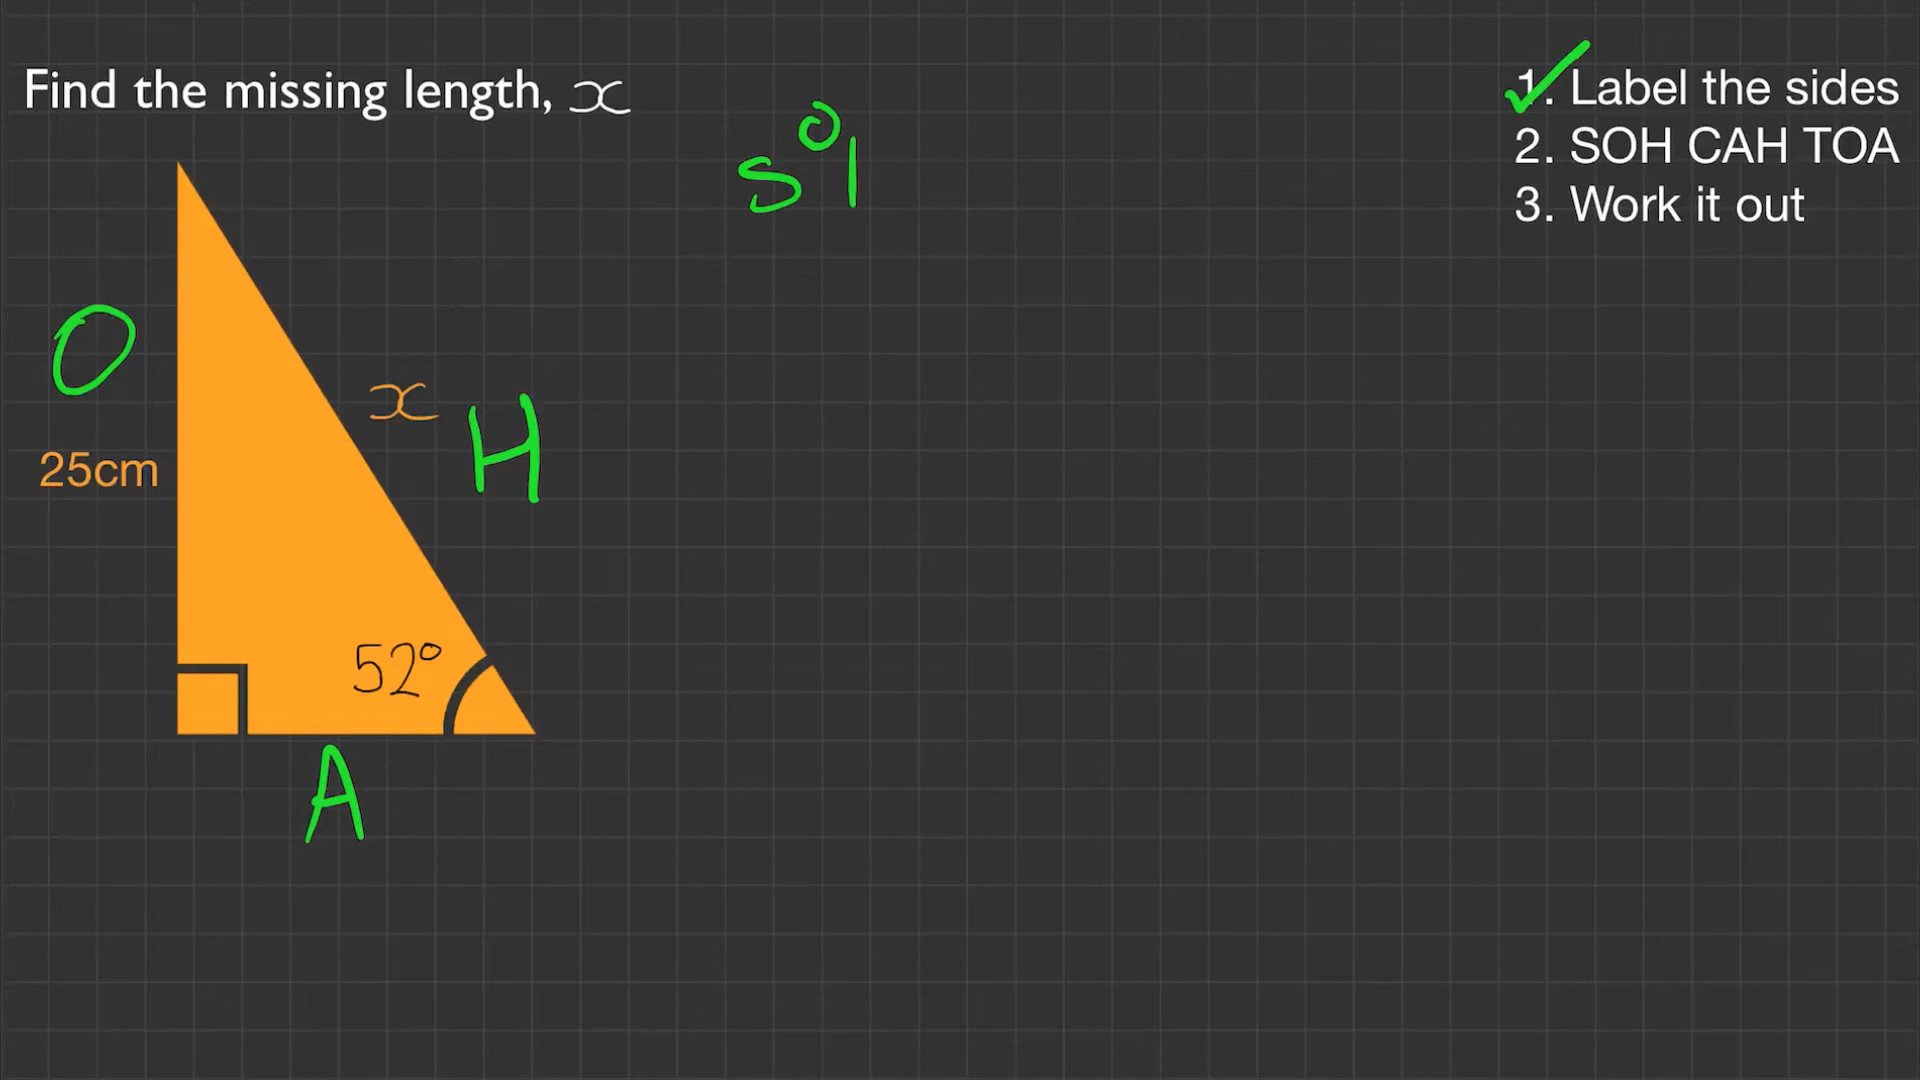 Find the missing length, x
1. Label the sides
2. SOH CAH TOA
3. Work it out
S O
O
x
H
25cm
52°
A